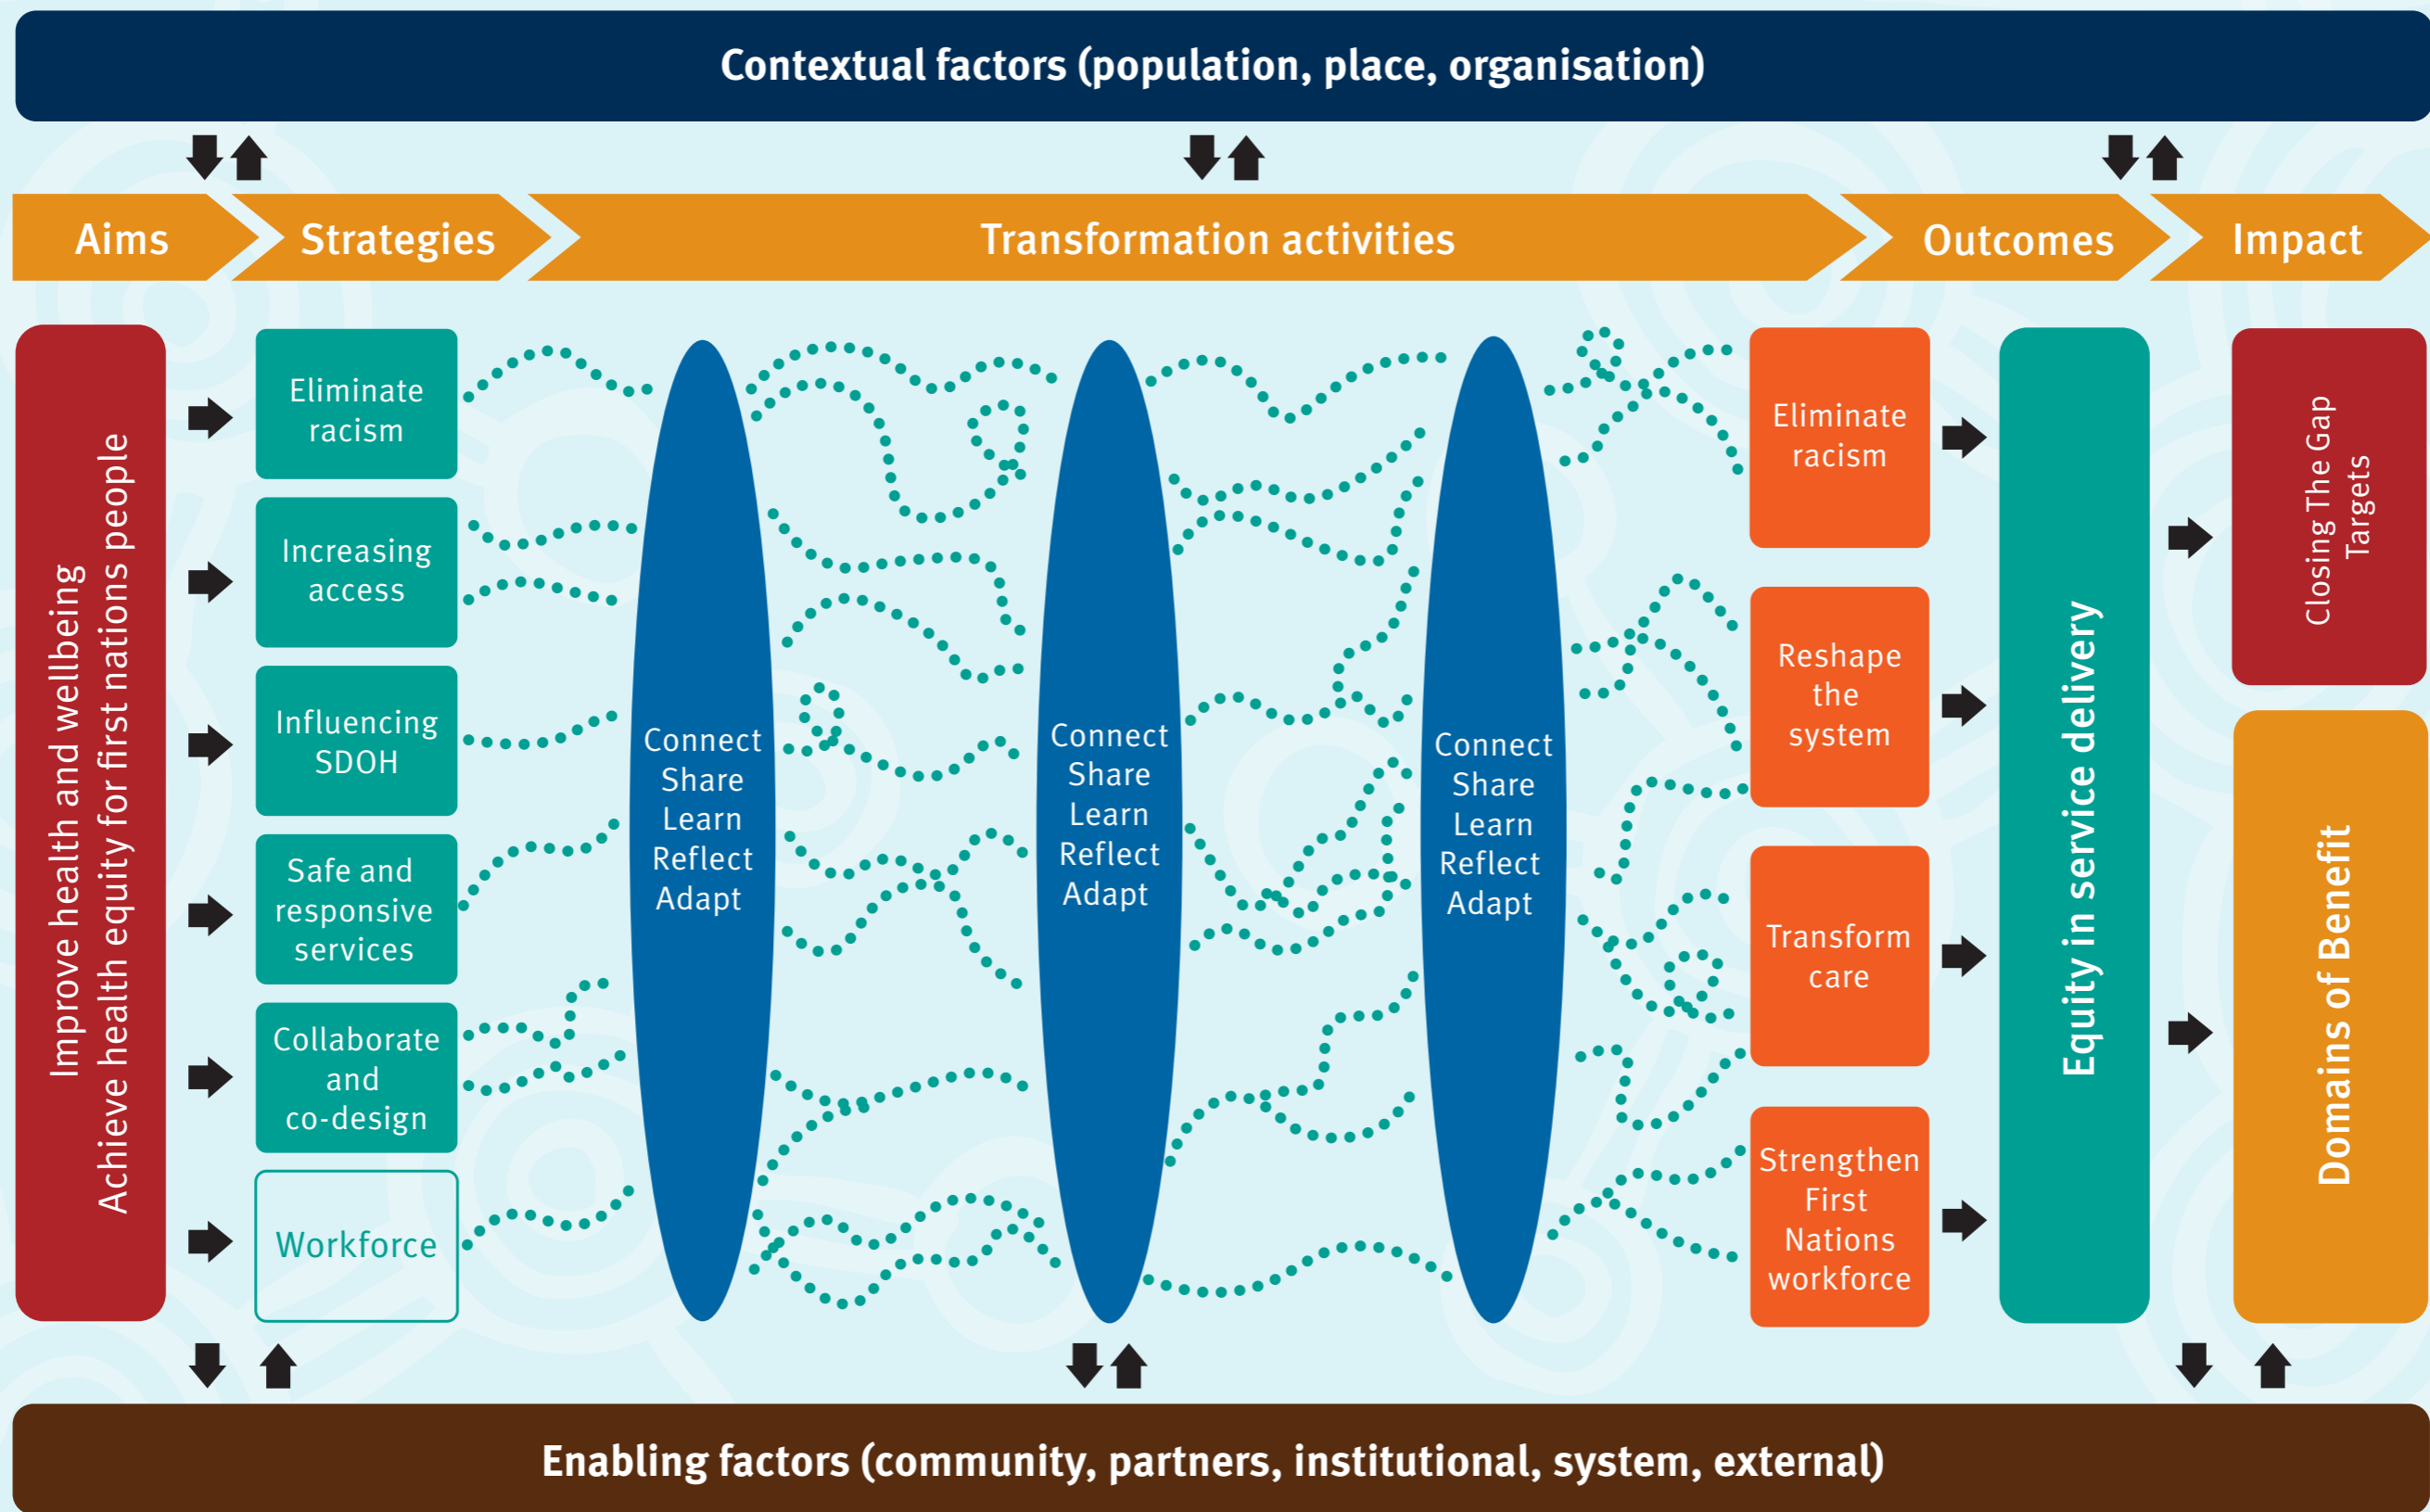 Contextual factors (population, place, organisation)
Aims
Strategies
Transformation activities
Outcomes
Impact
Improve health and wellbeing
Achieve health equity for first nations people
Eliminate
racism
Increasing
access
Influencing
SDOH
Safe and
responsive
services
Collaborate
and
co-design
Workforce
Connect
Share
Learn
Reflect
Adapt
Connect
Share
Learn
Reflect
Adapt
Connect
Share
Learn
Reflect
Adapt
Eliminate
racism
Reshape
the
system
Transform
care
Strengthen
First
Nations
workforce
Equity in service delivery
Closing The Gap
Targets
Domains of Benefit
Enabling factors (community, partners, institutional, system, external)